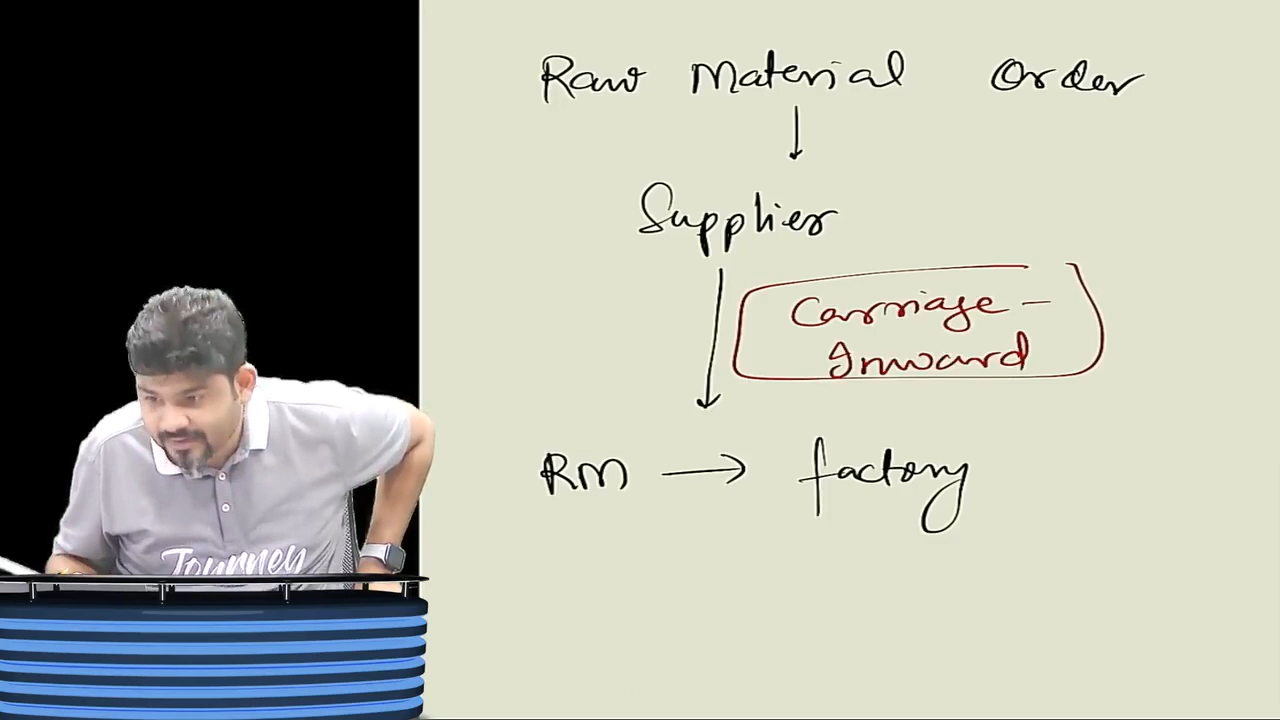 Raw Material Order
↓
Supplier
↓
Carriage -
Inward
RM → factory
Journey